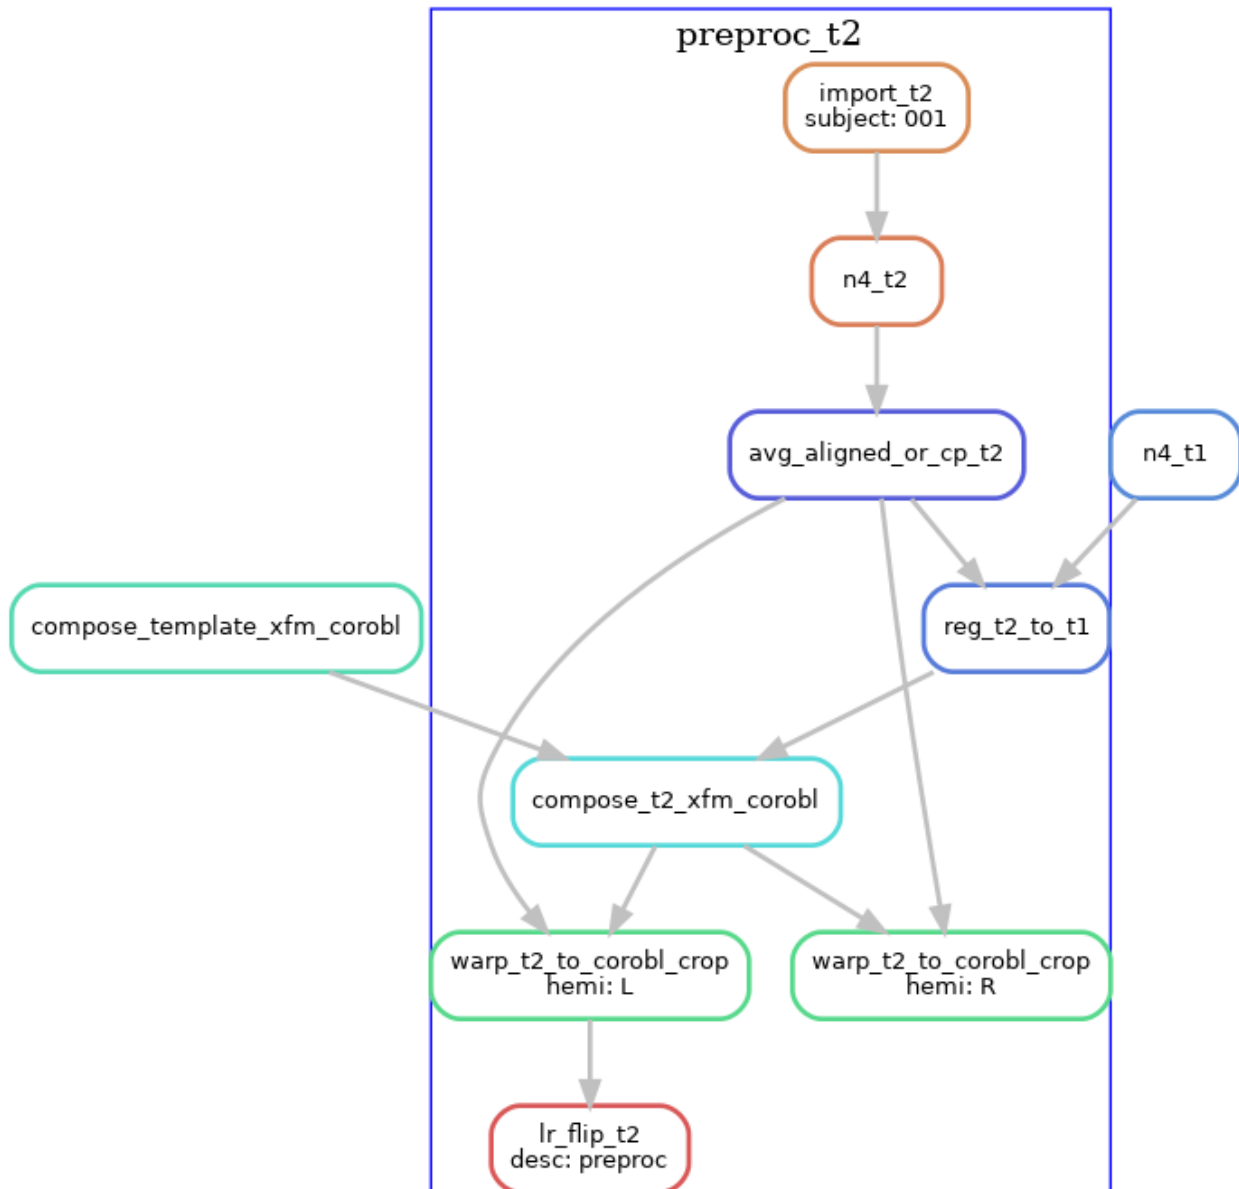 preproc_t2
import_t2
subject: 001
n4_t2
avg_aligned_or_cp_t2
n4_t1
compose_template_xfm_corobl
reg_t2_to_t1
compose_t2_xfm_corobl
warp_t2_to_corobl_crop
hemi: L
warp_t2_to_corobl_crop
hemi: R
lr_flip_t2
desc: preproc